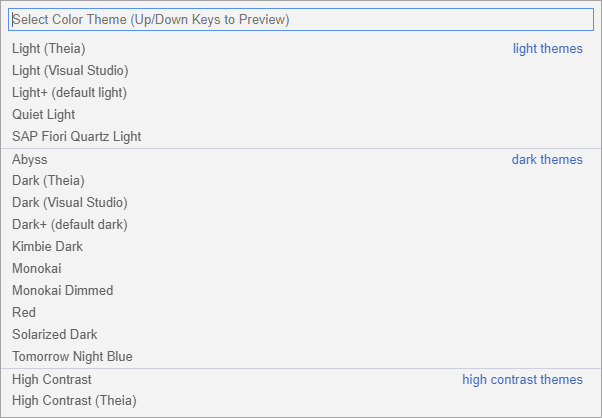 Select Color Theme (Up/Down Keys to Preview)
Light (Theia) light themes
Light (Visual Studio)
Light+ (default light)
Quiet Light
SAP Fiori Quartz Light
Abyss dark themes
Dark (Theia)
Dark (Visual Studio)
Dark+ (default dark)
Kimbie Dark
Monokai
Monokai Dimmed
Red
Solarized Dark
Tomorrow Night Blue
High Contrast high contrast themes
High Contrast (Theia)